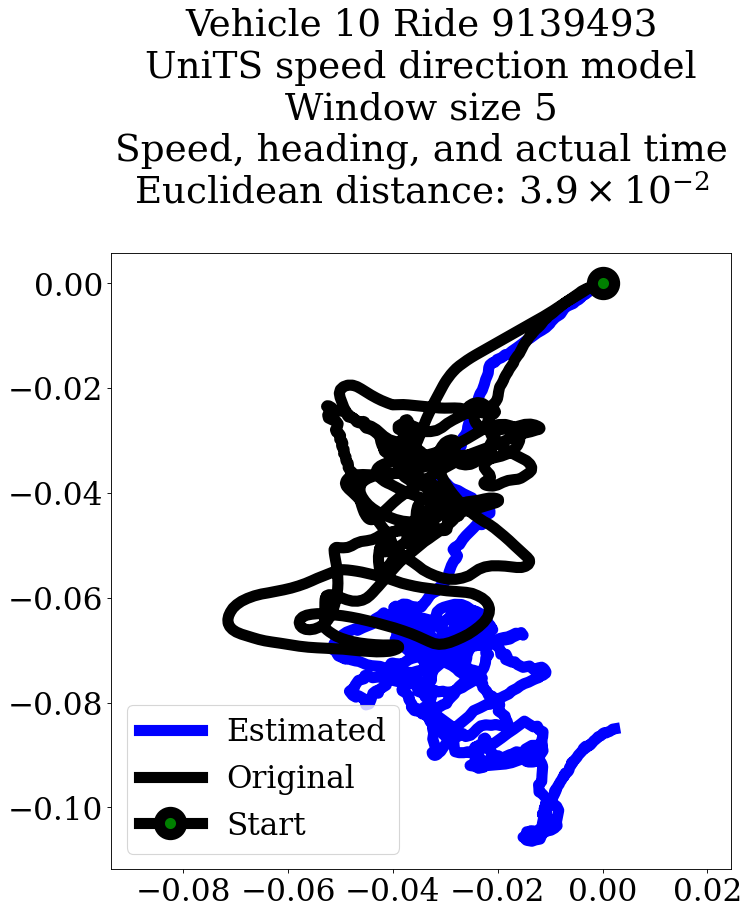 Vehicle 10 Ride 9139493
UniTS speed direction model
Window size 5
Speed, heading, and actual time
Euclidean distance: 3.9 × 10⁻²
0.00
−0.02
−0.04
−0.06
−0.08
−0.10
Estimated
Original
Start
−0.08 −0.06 −0.04 −0.02 0.00 0.02